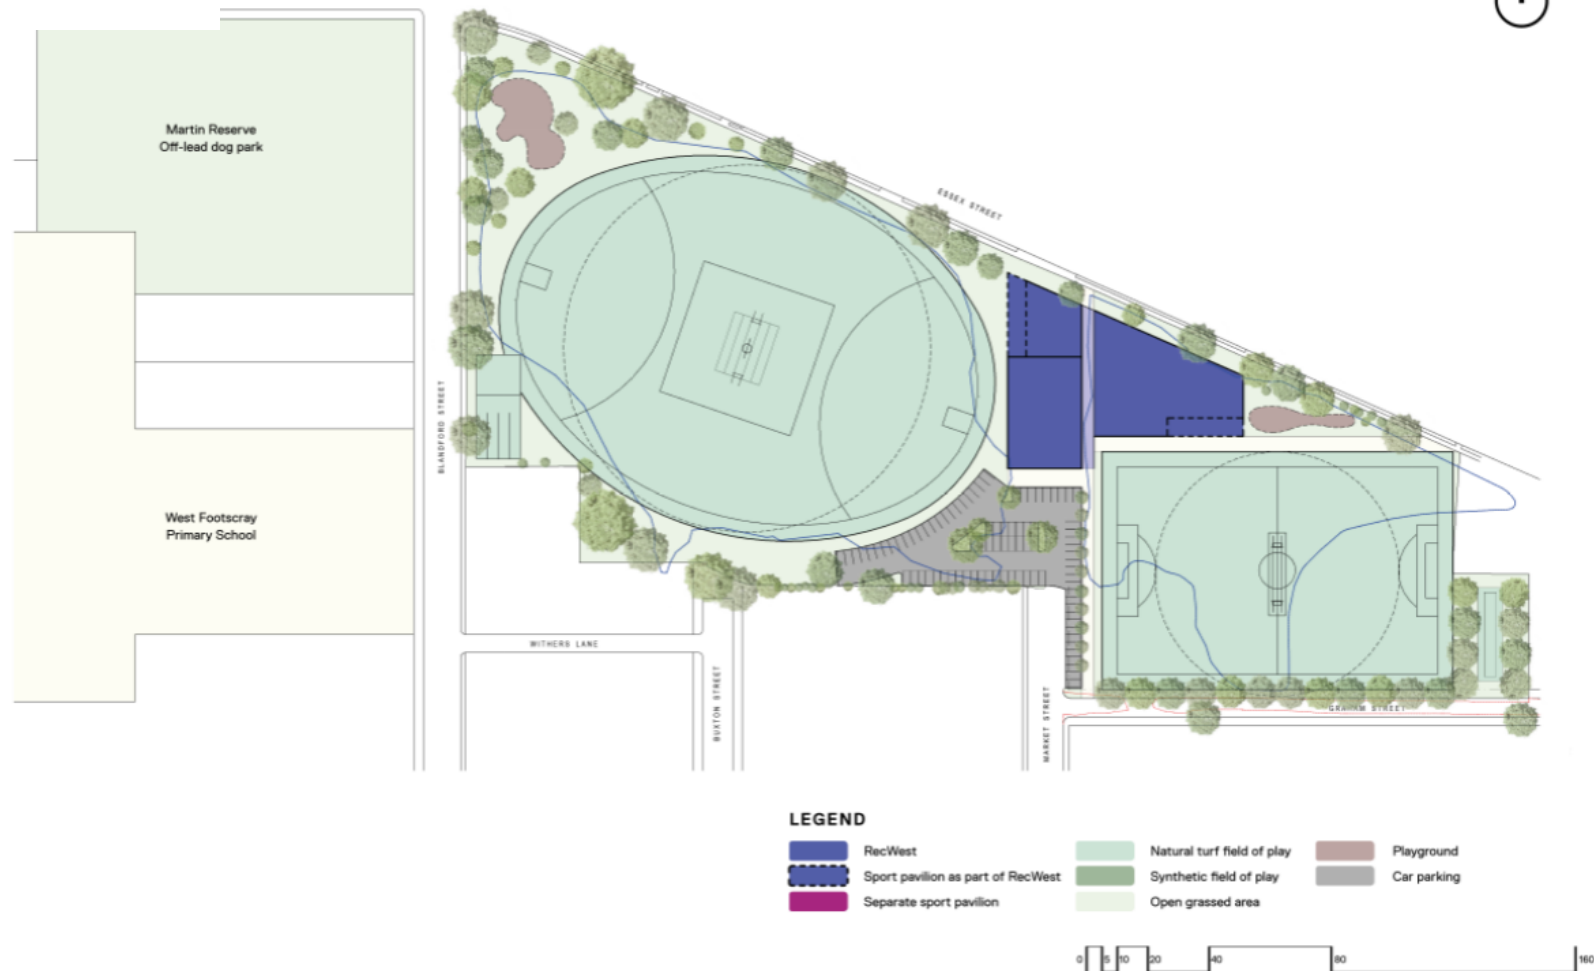 Martin Reserve
Off-lead dog park
ESSEX STREET
BLANDFORD STREET
West Footscray
Primary School
WITHERS LANE
BUXTON STREET
MARKET STREET
GRAHAM STREET
LEGEND
RecWest
Sport pavilion as part of RecWest
Separate sport pavilion
Natural turf field of play
Synthetic field of play
Open grassed area
Playground
Car parking
0 5 10 20 40 80 160